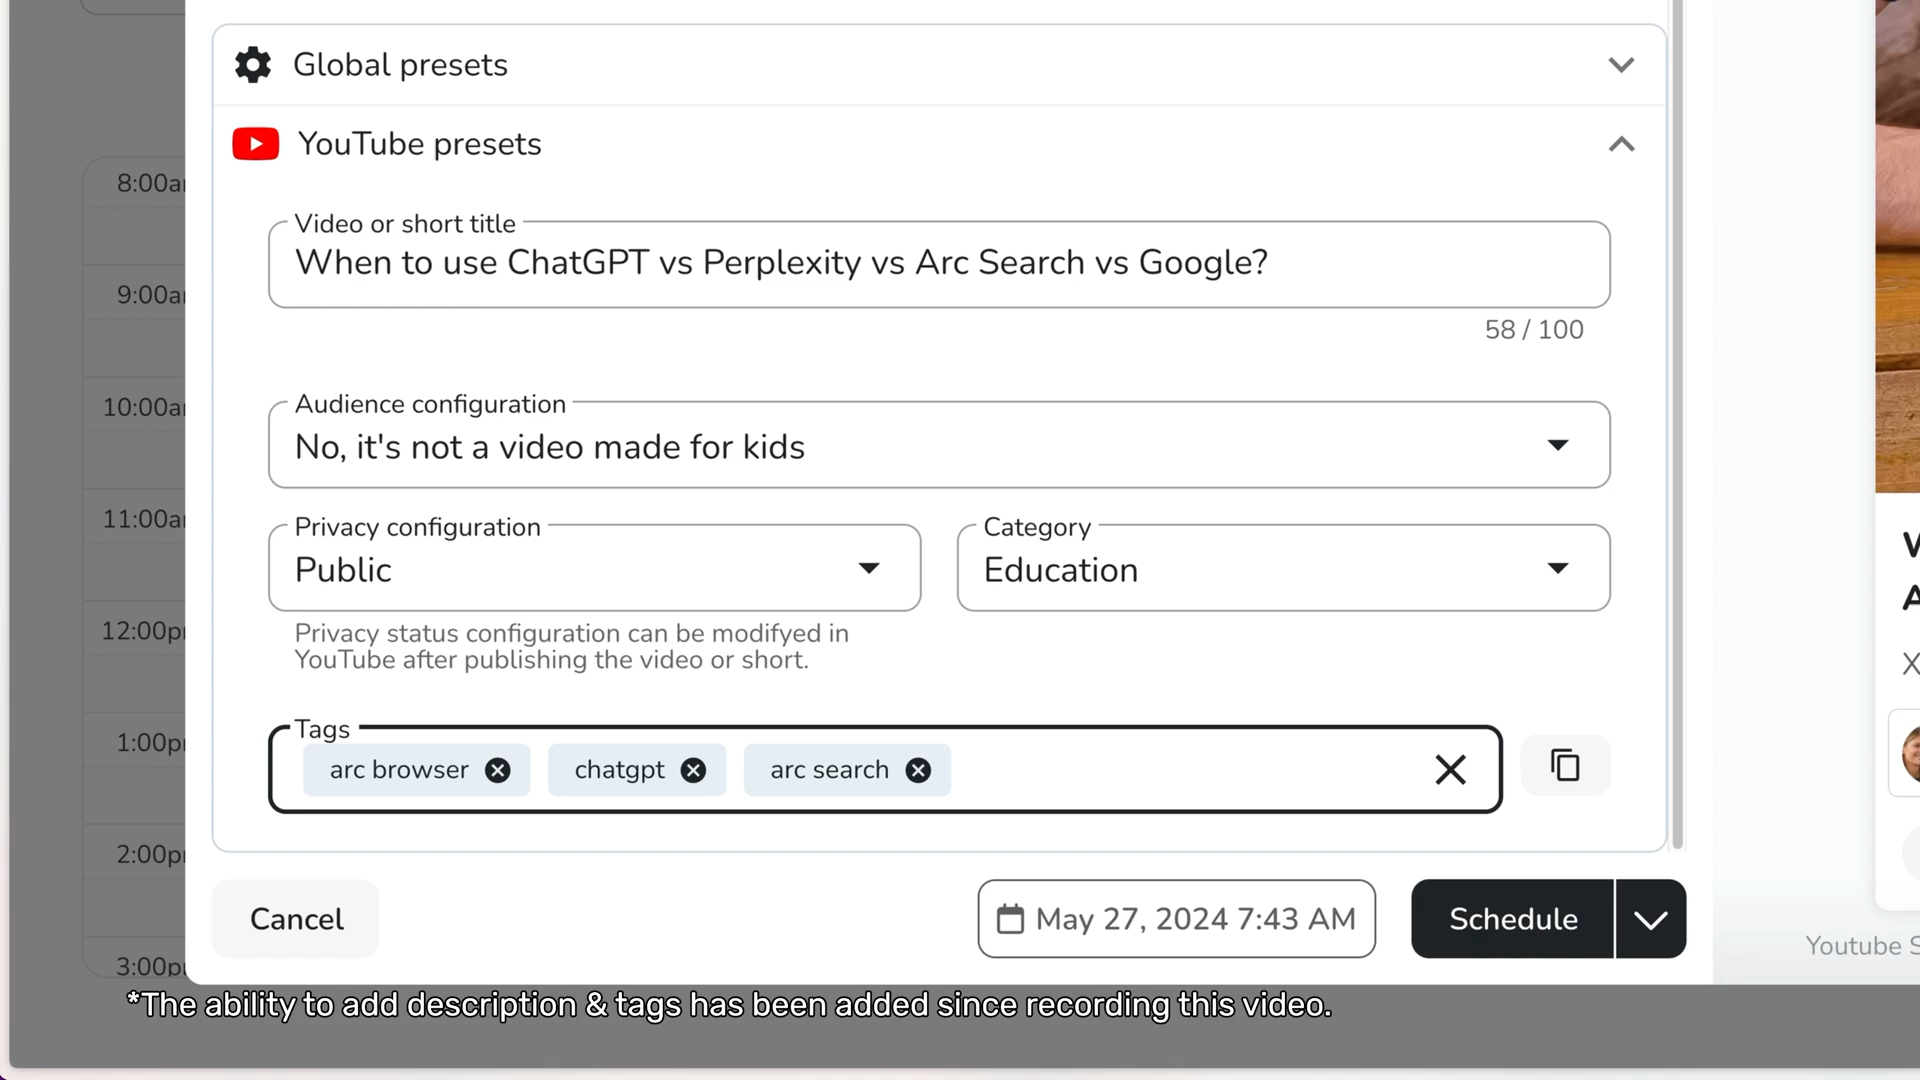 Global presets
YouTube presets
8:00a
Video or short title
When to use ChatGPT vs Perplexity vs Arc Search vs Google?
9:00a
58 / 100
10:00a
Audience configuration
No, it's not a video made for kids
11:00a
Privacy configuration
Public
Category
Education
12:00p
Privacy status configuration can be modifyed in
YouTube after publishing the video or short.
1:00p
Tags
arc browser
chatgpt
arc search
2:00p
Cancel
May 27, 2024 7:43 AM
Schedule
Youtube S
3:00p
*The ability to add description & tags has been added since recording this video.